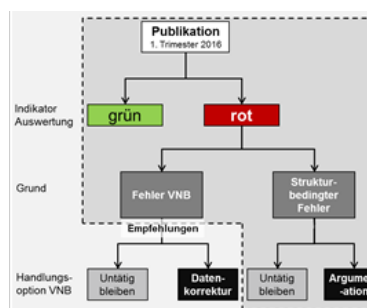 Publikation
1. Trimester 2016
Indikator
Auswertung
grün
rot
Grund
Fehler VNB
Struktur-
bedingter
Fehler
Empfehlungen
Handlungs-
option VNB
Untätig
bleiben
Daten-
korrektur
Untätig
bleiben
Argume
-ation